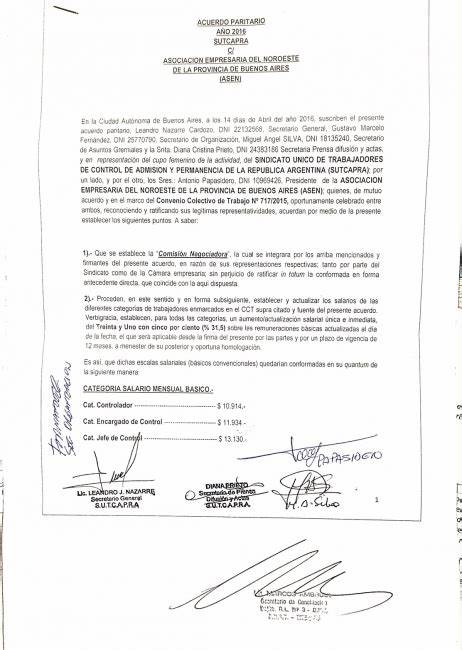 ACUERDO PARITARIO
AÑO 2016
SUTCAPRA
C/
ASOCIACION EMPRESARIA DEL NOROESTE
DE LA PROVINCIA DE BUENOS AIRES
(ASEN)
En la Ciudad Autónoma de Buenos Aires, a los 14 días de Abril del año 2016, suscriben el presente
acuerdo paritario, Leandro Nazarre Cardozo, DNI 22132568, Secretario General, Gustavo Marcelo
Fernández, DNI 25770790, Secretario de Organización, Miguel Angel SILVA, DNI 18135240, Secretario
de Asuntos Gremiales y la Srita. Diana Cristina Prieto, DNI 24383186 Secretaria Prensa difusión y actas;
y en representación del cupo femenino de la actividad, del SINDICATO UNICO DE TRABAJADORES
DE CONTROL DE ADMISION Y PERMANENCIA DE LA REPUBLICA ARGENTINA (SUTCAPRA);
por un lado, y por el otro, los Sres.: Antonio Papasidero, DNI 10969426, Presidente de la ASOCIACION
EMPRESARIA DEL NOROESTE DE LA PROVINCIA DE BUENOS AIRES (ASEN); quienes, de mutuo
acuerdo y en el marco del Convenio Colectivo de Trabajo Nº 717/2015, oportunamente celebrado entre
ambos, reconociendo y ratificando sus legitimas representatividades, acuerdan por medio de la presente
establecer los siguientes puntos. A saber:
1).- Que se establece la "Comisión Negociadora", la cual se integrara por los arriba mencionados y
firmantes del presente acuerdo, en razón de sus representaciones respectivas; tanto por parte del
Sindicato como de la Cámara empresaria; sin perjuicio de ratificar in totum la conformada en forma
antecedente directa, que coincide con la aquí dispuesta.
2).- Proceden, en este sentido y en forma subsiguiente, establecer y actualizar los salarios de las
diferentes categorías de trabajadores enmarcados en el CCT supra citado y fuente del presente acuerdo.
Verbigracia, establecen, para todas las categorías, un aumento/actualización salarial única e inmediata,
del Treinta y Uno con cinco por ciento (% 31,5) sobre las remuneraciones básicas actualizadas al día
de la fecha, el que será aplicable desde la firma del presente por las partes y por un plazo de vigencia de
12 meses, a menester de su posterior y oportuna homologación.
Es así, que dichas escalas salariales (básicos convencionales) quedarían conformadas en su quantum de
la siguiente manera:
CATEGORIA SALARIO MENSUAL BASICO.-
Cat. Controlador ---------------------- $ 10.914,-
Cat. Encargado de Control ---------------- $ 11.934 -
Cat. Jefe de Control ---------------------- $ 13.130.-
PAPASIDERO
Lic. LEANDRO J. NAZARRE
Secretario General
S.U.T.C.A.P.R.A
DIANA PRIETO
Secretaria de Prensa
Difusión y Actas
S.U.T.C.A.P.R.A.
M. A. Silva
1